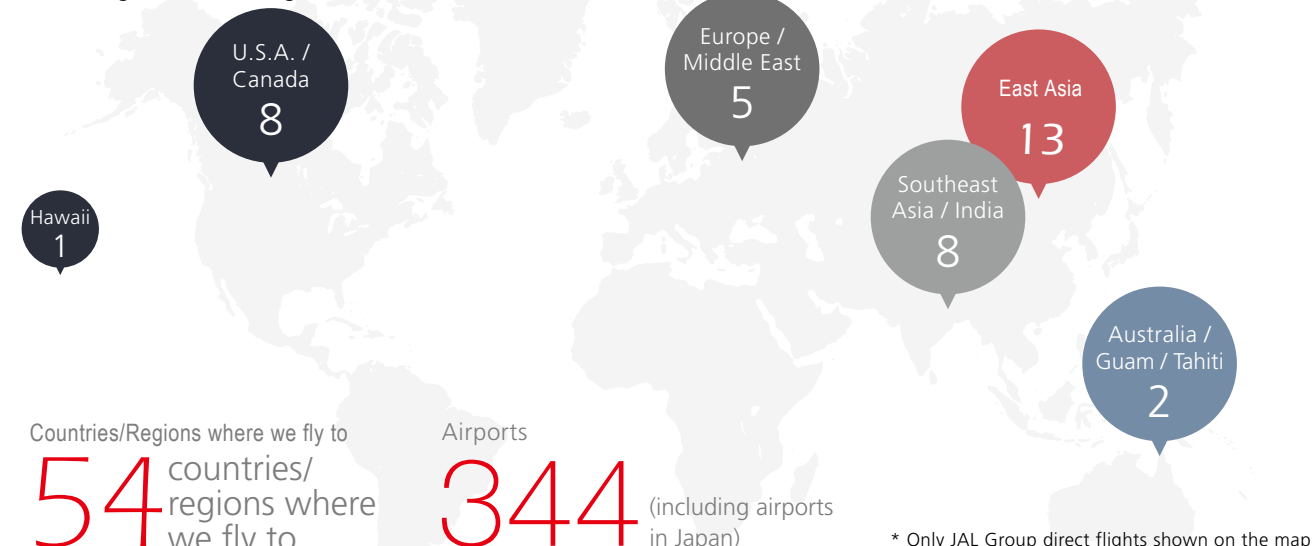 U.S.A. /
Canada
8
Europe /
Middle East
5
East Asia
13
Southeast
Asia / India
8
Hawaii
1
Australia /
Guam / Tahiti
2
Countries/Regions where we fly to
54 countries/
regions where
we fly to
Airports
344 (including airports
in Japan)
* Only JAL Group direct flights shown on the map